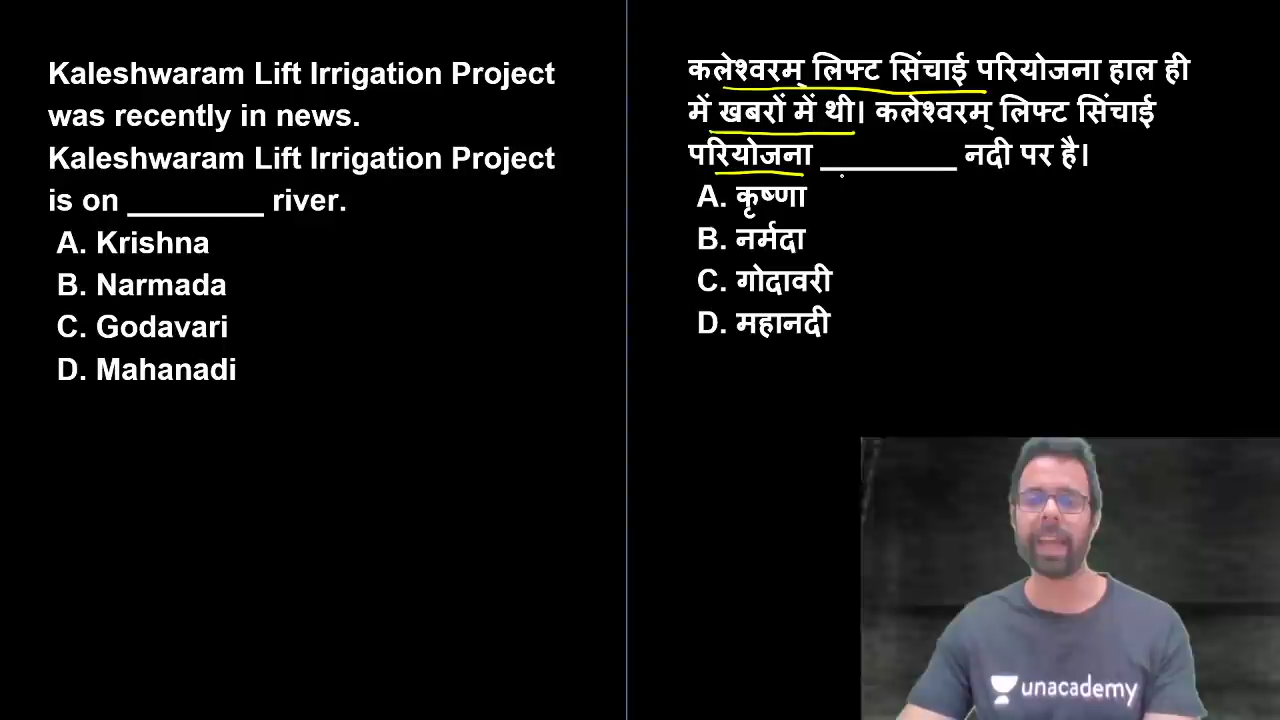 Kaleshwaram Lift Irrigation Project
was recently in news.
Kaleshwaram Lift Irrigation Project
is on ________ river.
A. Krishna
B. Narmada
C. Godavari
D. Mahanadi
कलेश्वरम् लिफ्ट सिंचाई परियोजना हाल ही
में खबरों में थी। कलेश्वरम् लिफ्ट सिंचाई
परियोजना ________ नदी पर है।
A. कृष्णा
B. नर्मदा
C. गोदावरी
D. महानदी
unacademy